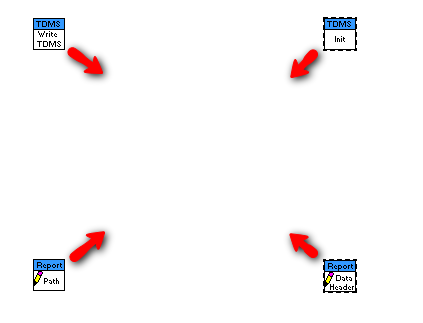 TDMS
Write
TDMS
TDMS
Init
Report
Path
Report
Data
Header